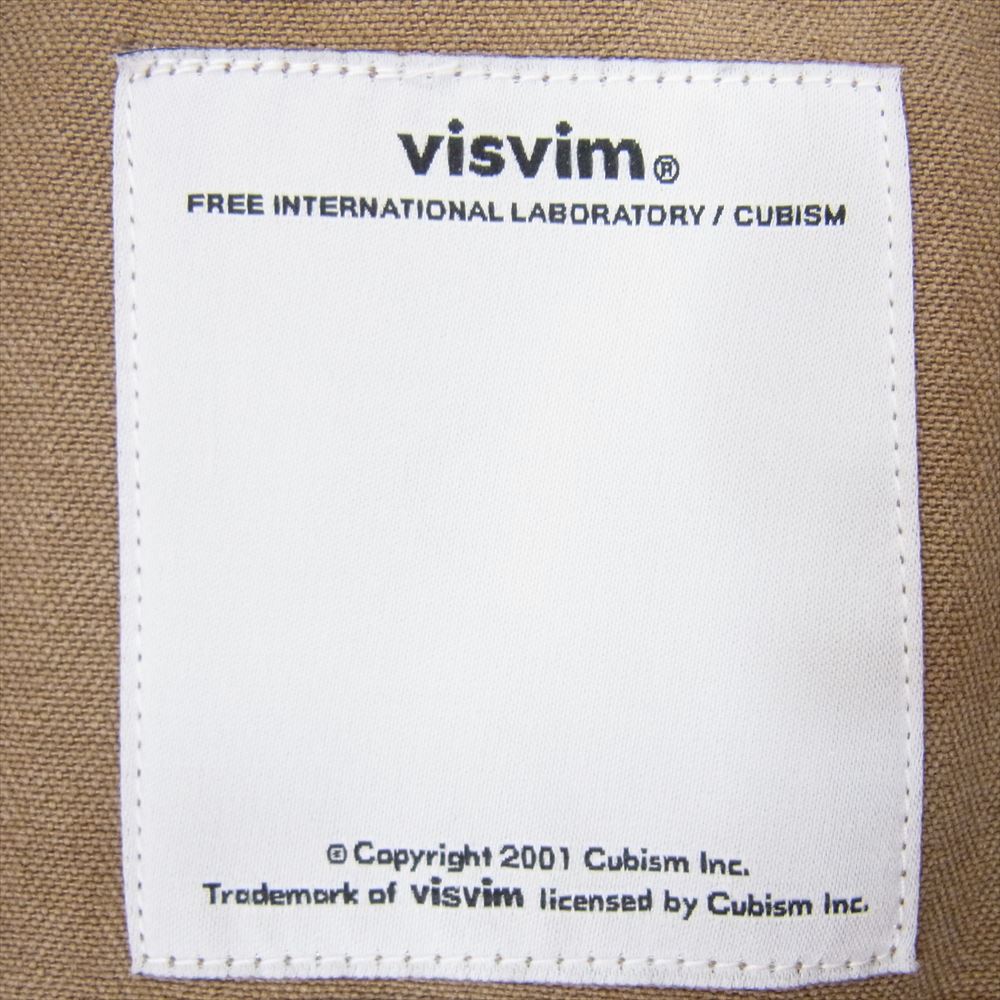 visvim®
FREE INTERNATIONAL LABORATORY / CUBISM
© Copyright 2001 Cubism Inc.
Trademark of visvim licensed by Cubism Inc.